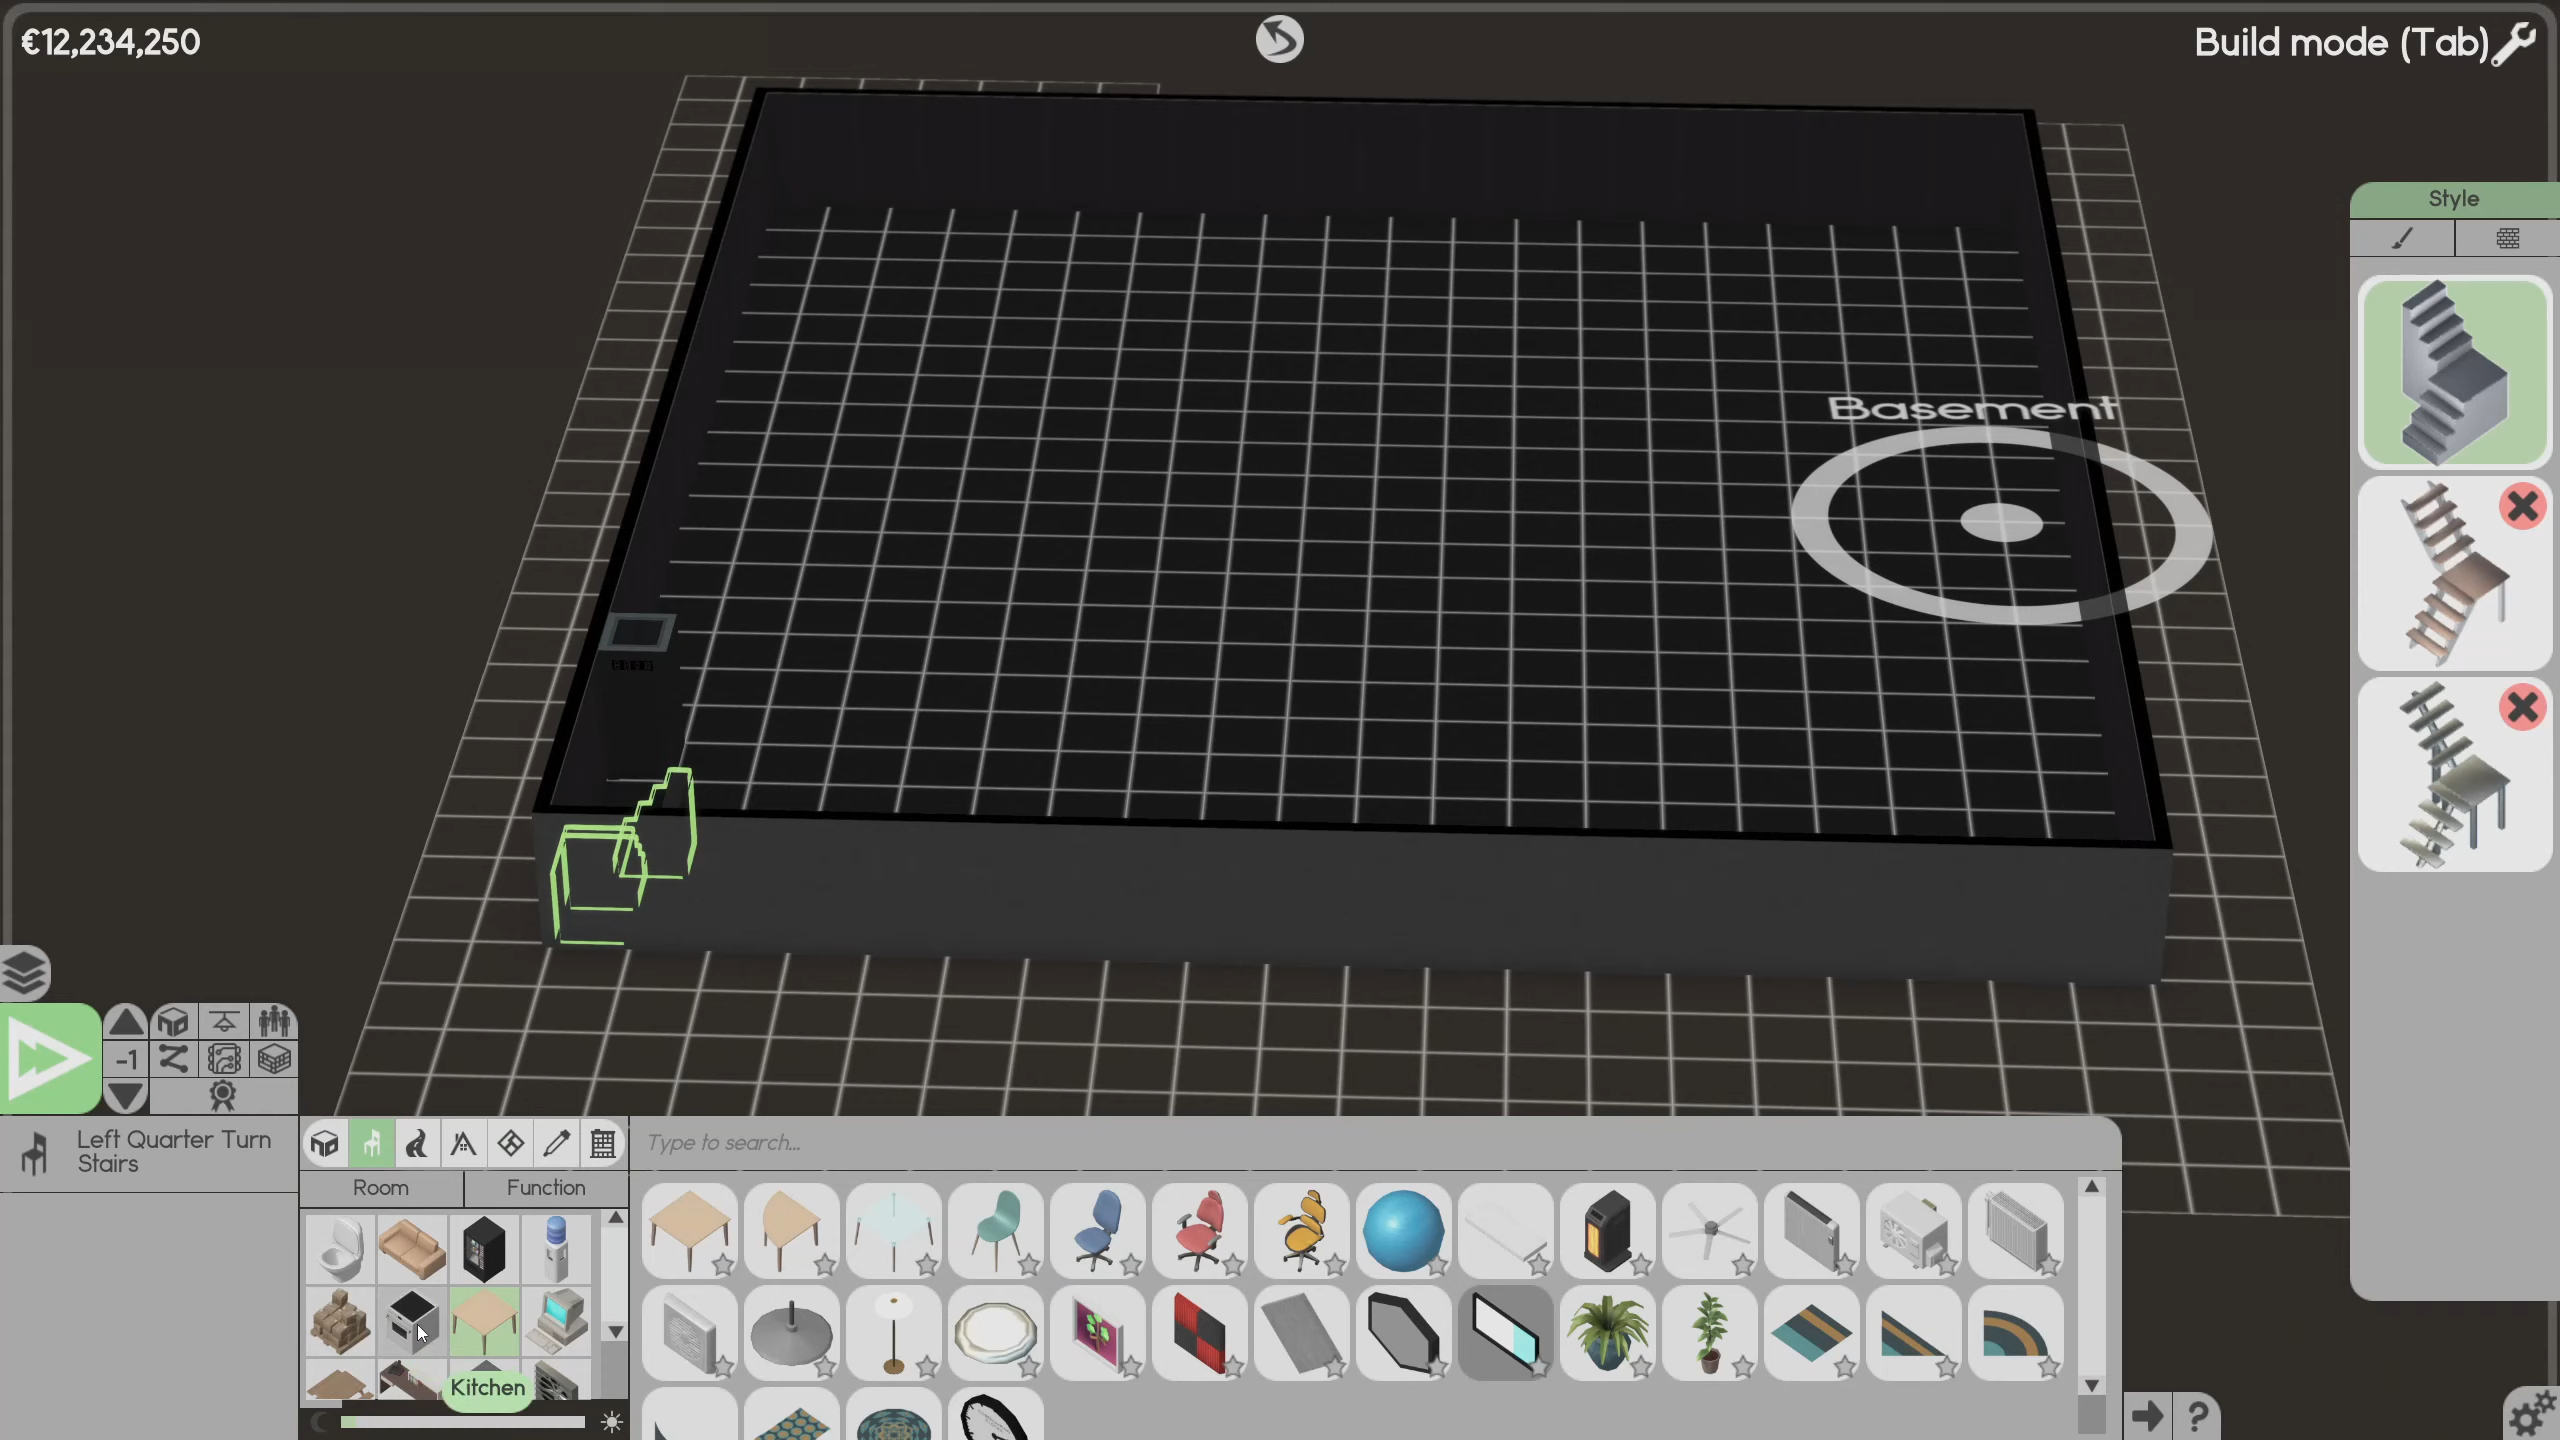 €12,234,250
Build mode (Tab)
Style
Basement
-1
Left Quarter Turn
Stairs
Type to search...
Room
Function
Kitchen
?